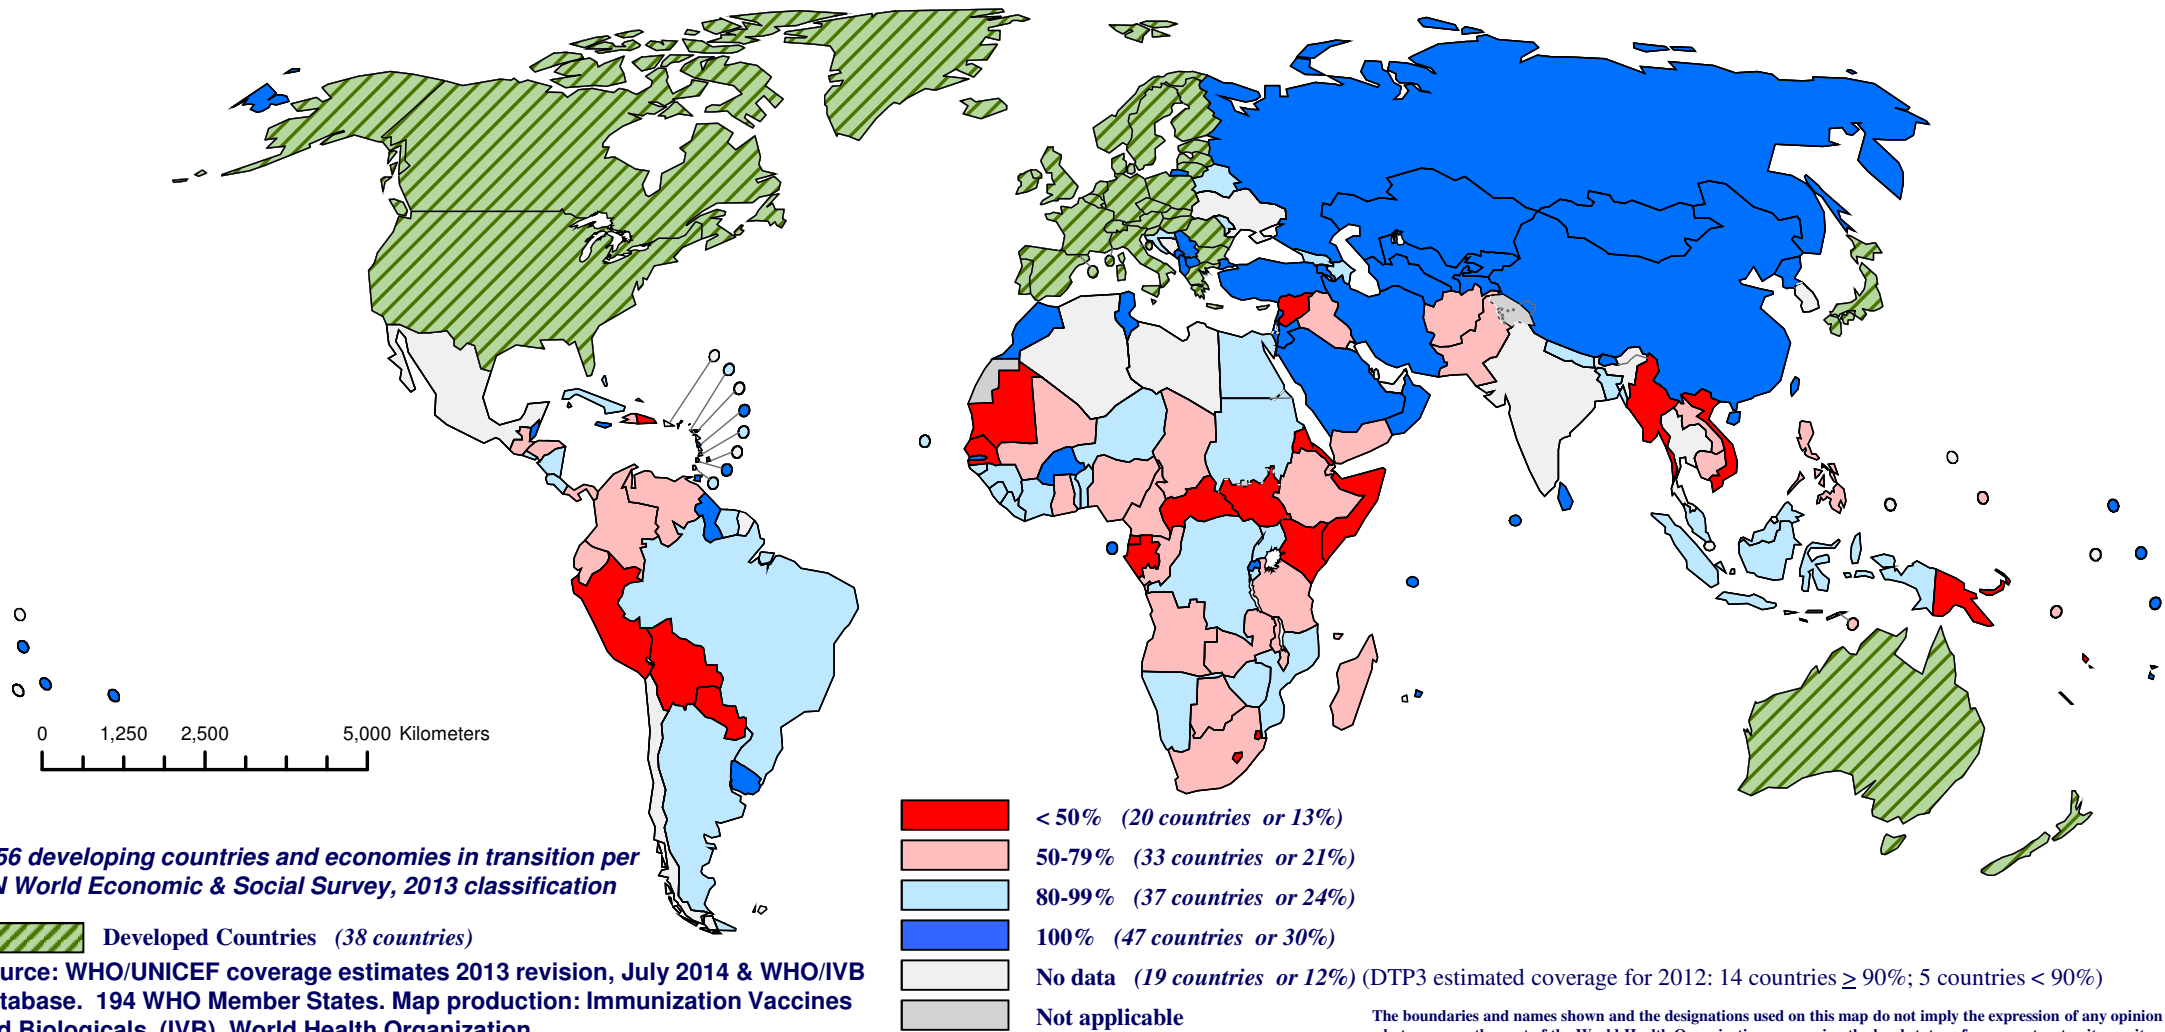 0 1,250 2,500 5,000 Kilometers
< 50% (20 countries or 13%)
50-79% (33 countries or 21%)
80-99% (37 countries or 24%)
100% (47 countries or 30%)
No data (19 countries or 12%) (DTP3 estimated coverage for 2012: 14 countries ≥ 90%; 5 countries < 90%)
Not applicable
56 developing countries and economies in transition per
N World Economic & Social Survey, 2013 classification
Developed Countries (38 countries)
urce: WHO/UNICEF coverage estimates 2013 revision, July 2014 & WHO/IVB
tabase. 194 WHO Member States. Map production: Immunization Vaccines
d Biologicals, (IVB). World Health Organization
The boundaries and names shown and the designations used on this map do not imply the expression of any opinion